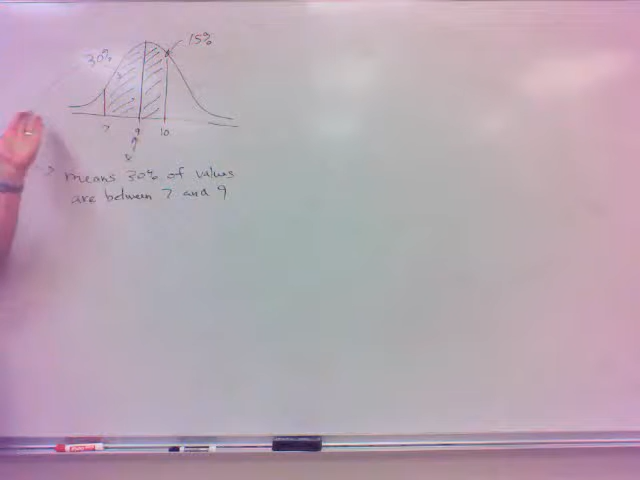 30%
15%
7
9
10
x
means 30% of values
are between 7 and 9